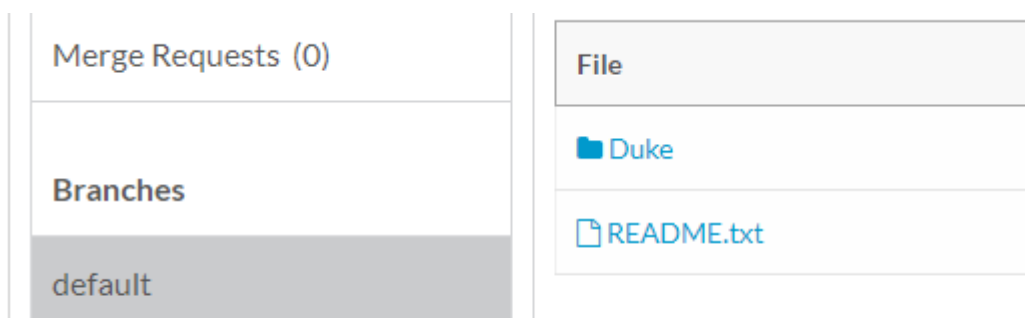 Merge Requests (0)
Branches
default
File
Duke
README.txt